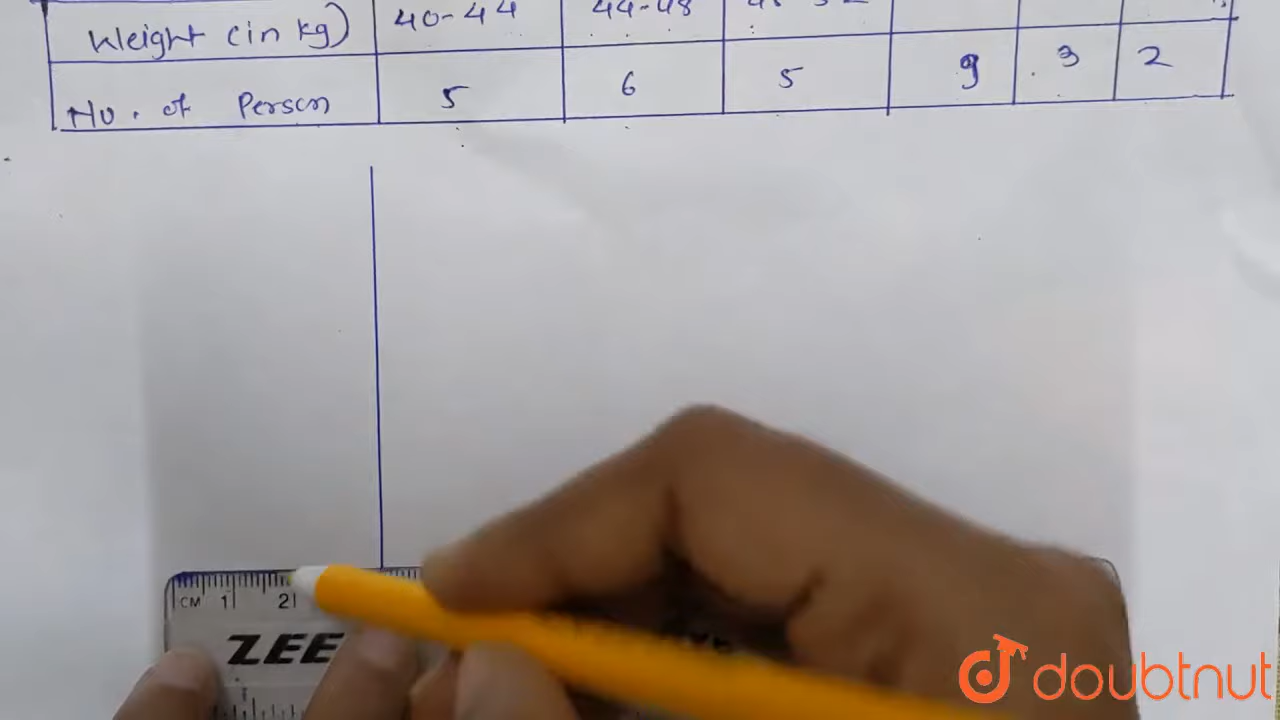 Weight (in kg) 40-44 44-48
No. of Person 5 6 5 9 3 2
CM 1 2
ZEE
doubtnut